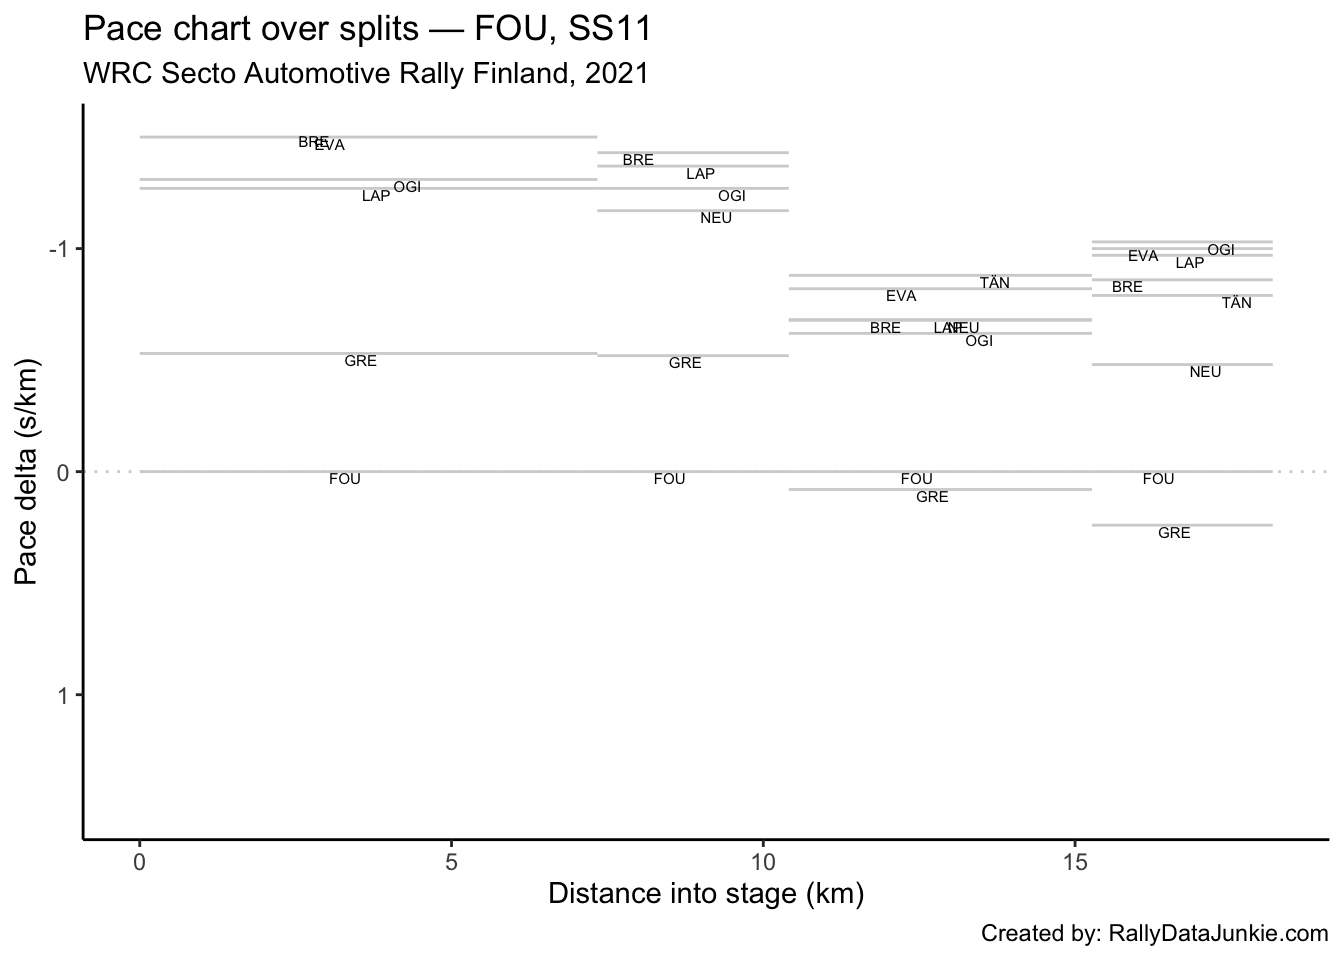 Pace chart over splits — FOU, SS11
WRC Secto Automotive Rally Finland, 2021
BRE
EVA
OGI
LAP
GRE
FOU
BRE
LAP
OGI
NEU
GRE
FOU
TÄN
EVA
BRE
LAP
NEU
OGI
FOU
GRE
OGI
EVA
LAP
BRE
TÄN
NEU
FOU
GRE
-1
0
1
Pace delta (s/km)
0 5 10 15
Distance into stage (km)
Created by: RallyDataJunkie.com